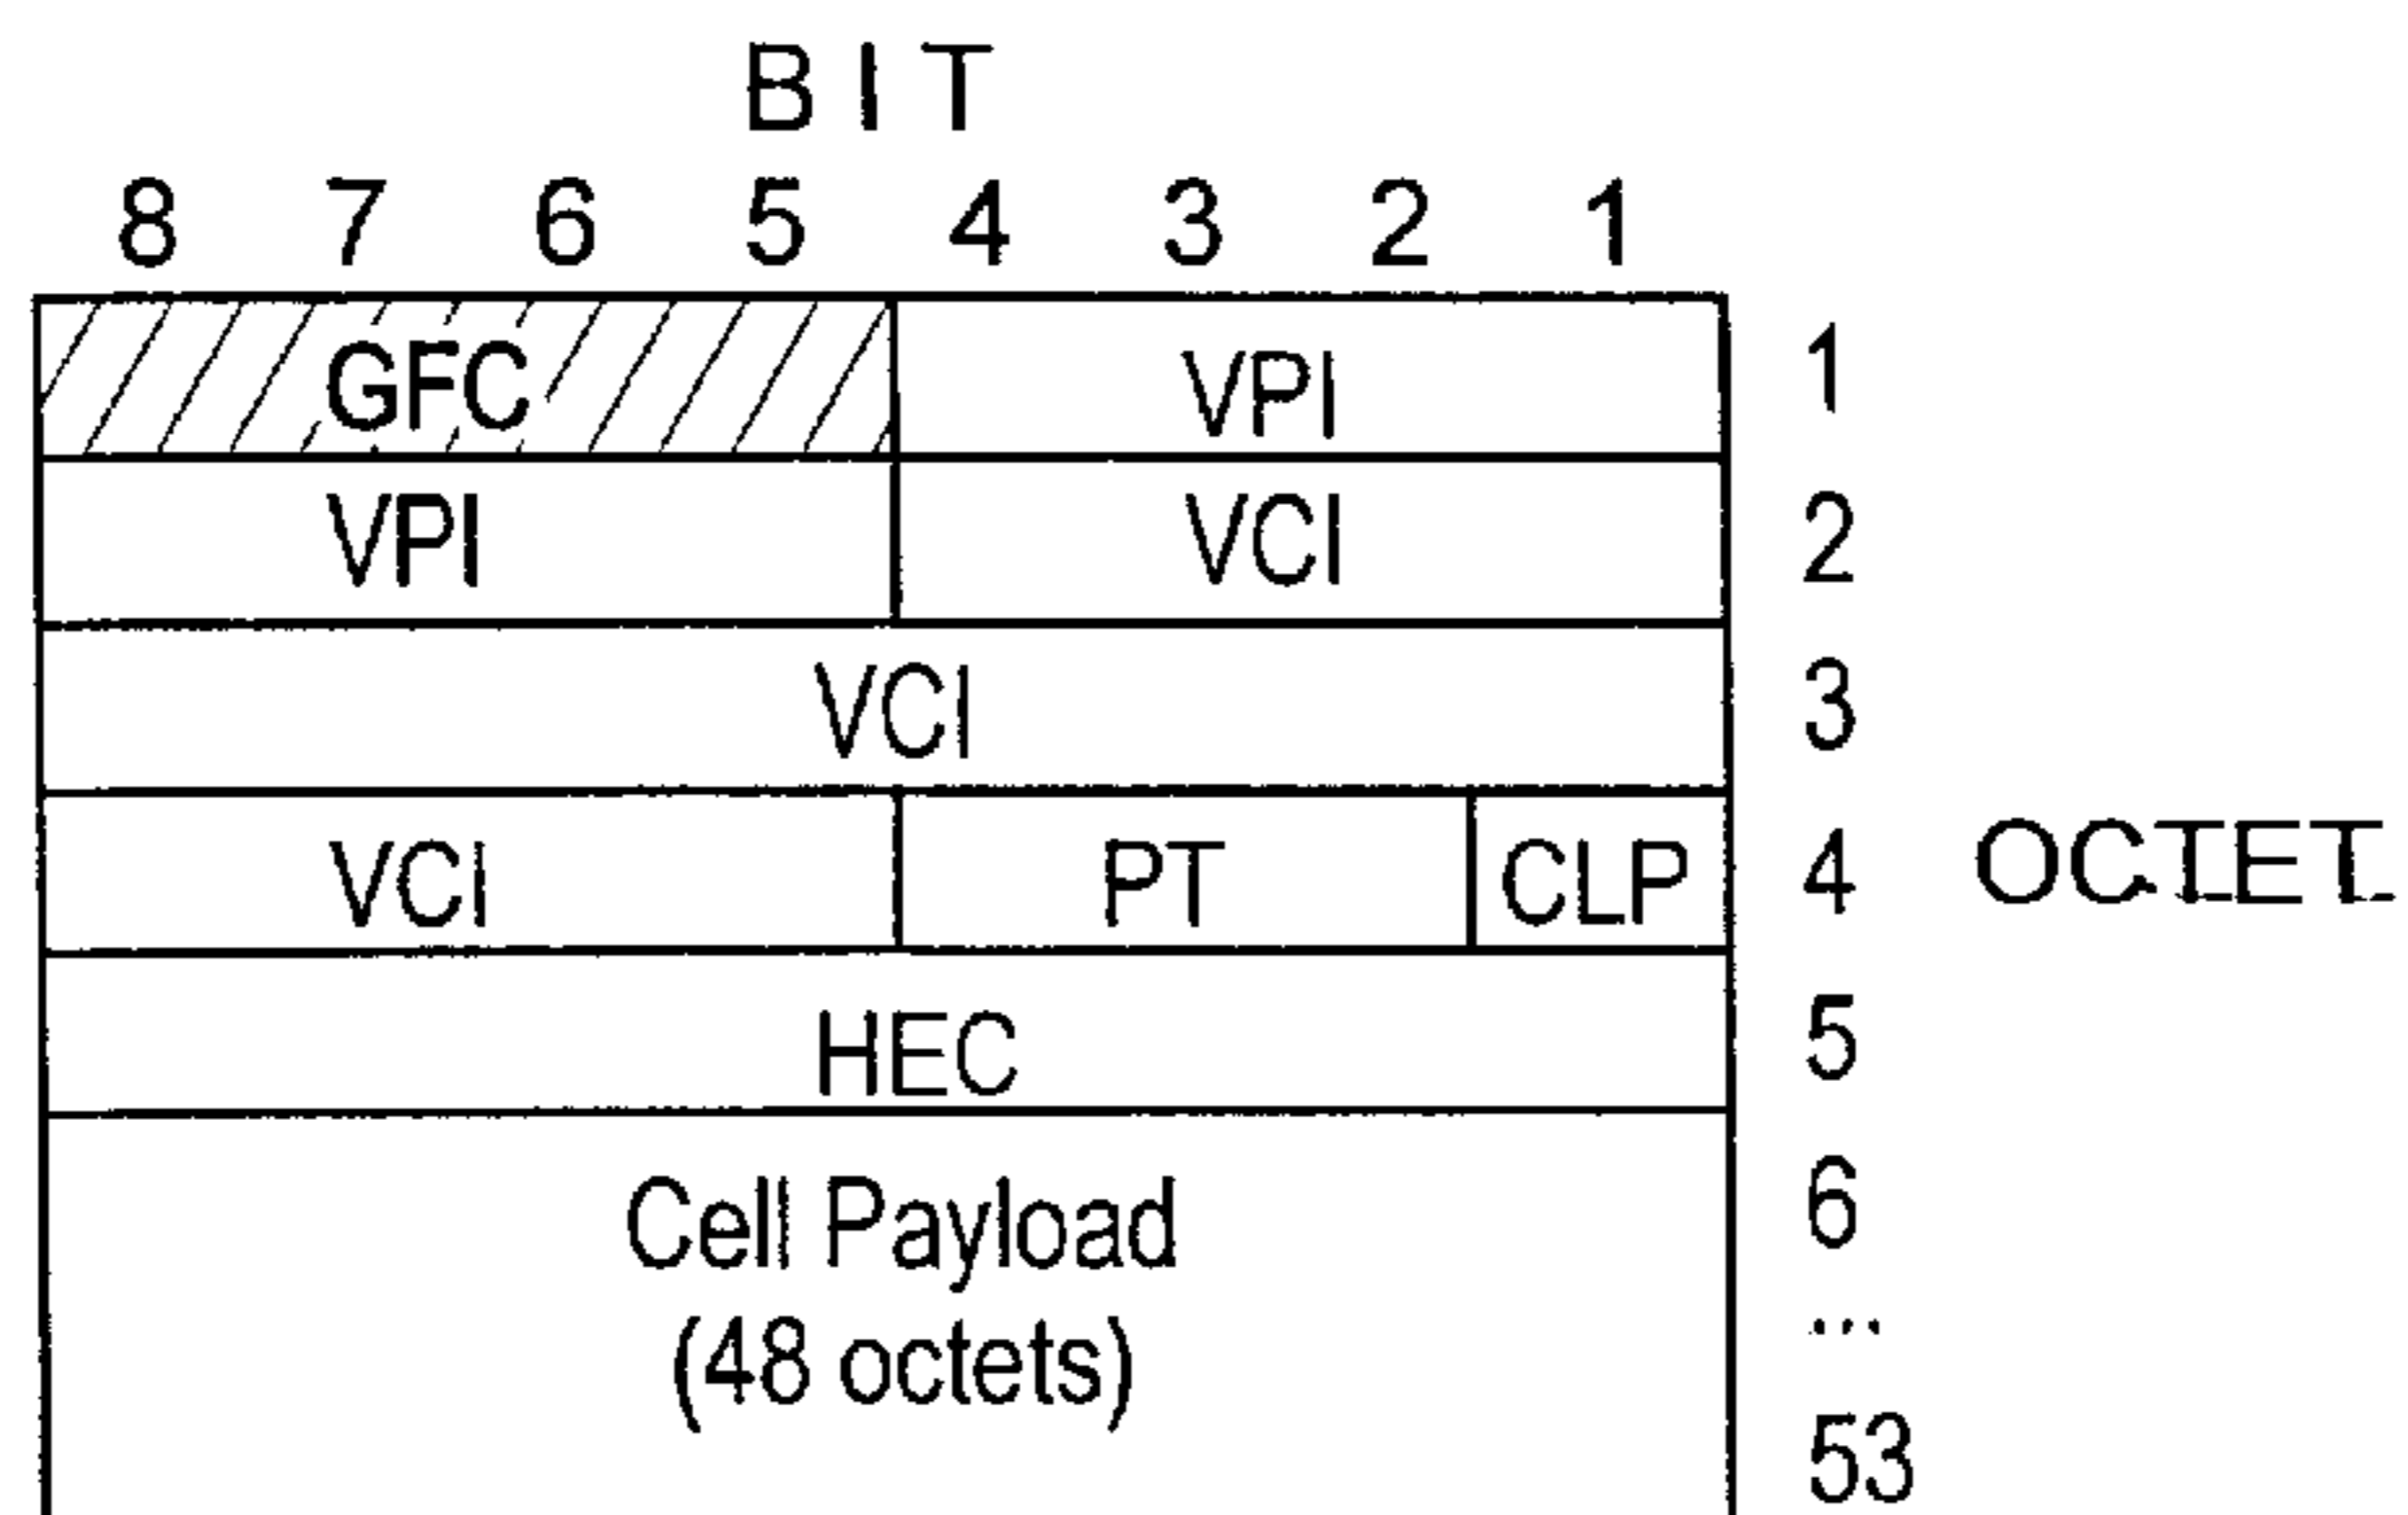 BIT
8 7 6 5 4 3 2 1
GFC VPI 1
VPI VCI 2
VCI 3
VCI PT CLP 4 OCTET
HEC 5
Cell Payload 6
(48 octets) ...
53